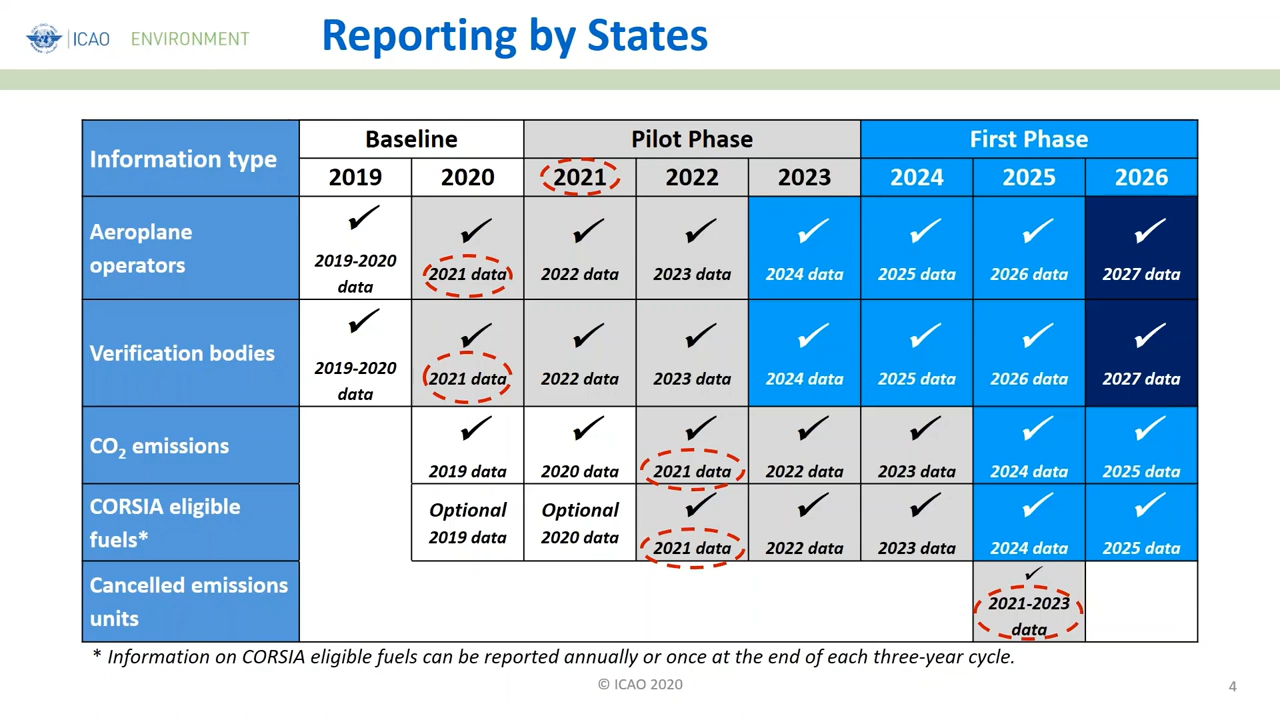 ICAO ENVIRONMENT
Reporting by States
Information type
Baseline
Pilot Phase
First Phase
2019
2020
2021
2022
2023
2024
2025
2026
Aeroplane
operators
✓
2019-2020
data
✓
2021 data
✓
2022 data
✓
2023 data
✓
2024 data
✓
2025 data
✓
2026 data
✓
2027 data
Verification bodies
✓
2019-2020
data
✓
2021 data
✓
2022 data
✓
2023 data
✓
2024 data
✓
2025 data
✓
2026 data
✓
2027 data
CO₂ emissions
✓
2019 data
✓
2020 data
✓
2021 data
✓
2022 data
✓
2023 data
✓
2024 data
✓
2025 data
CORSIA eligible
fuels*
Optional
2019 data
Optional
2020 data
✓
2021 data
✓
2022 data
✓
2023 data
✓
2024 data
✓
2025 data
Cancelled emissions
units
✓
2021-2023
data
* Information on CORSIA eligible fuels can be reported annually or once at the end of each three-year cycle.
© ICAO 2020
4